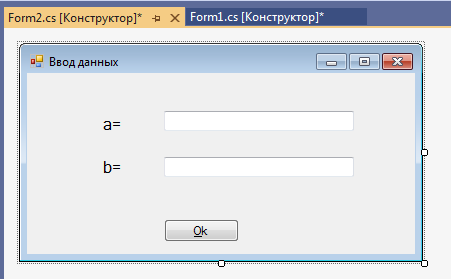 Form2.cs [Конструктор]* Form1.cs [Конструктор]*
Ввод данных
a=
b=
Ok